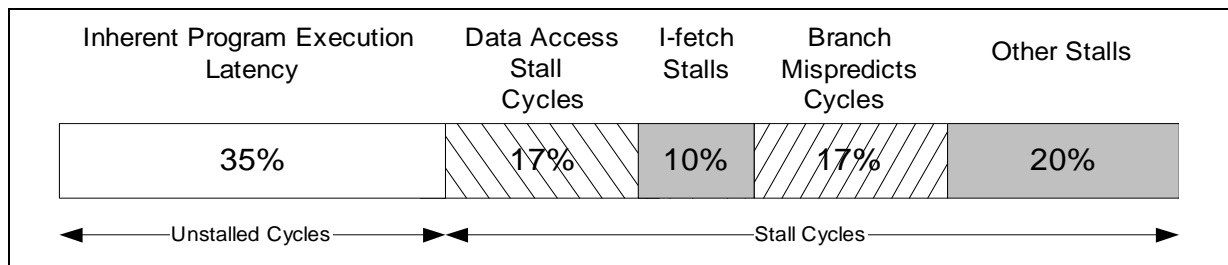 Inherent Program Execution
Latency
Data Access
Stall
Cycles
I-fetch
Stalls
Branch
Mispredicts
Cycles
Other Stalls
35%
17%
10%
17%
20%
Unstalled Cycles
Stall Cycles